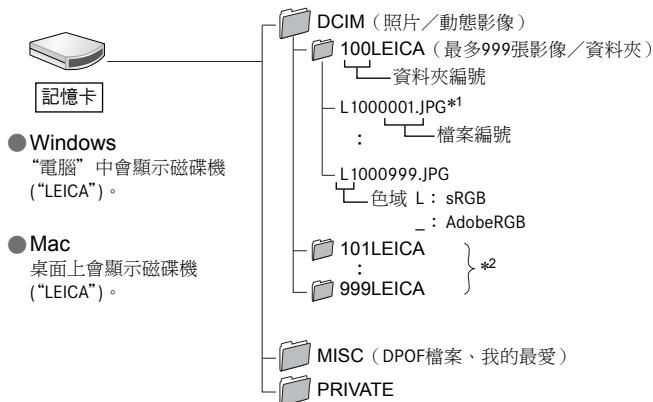 DCIM（照片／動態影像）
100LEICA（最多999張影像／資料夾）
資料夾編號
記憶卡
L1000001.JPG*1
:
檔案編號
●Windows
“電腦”中會顯示磁碟機
(“LEICA”)。
L1000999.JPG
色域 L：sRGB
_：AdobeRGB
●Mac
桌面上會顯示磁碟機
(“LEICA”)。
101LEICA
:
*2
999LEICA
MISC（DPOF檔案、我的最愛）
PRIVATE